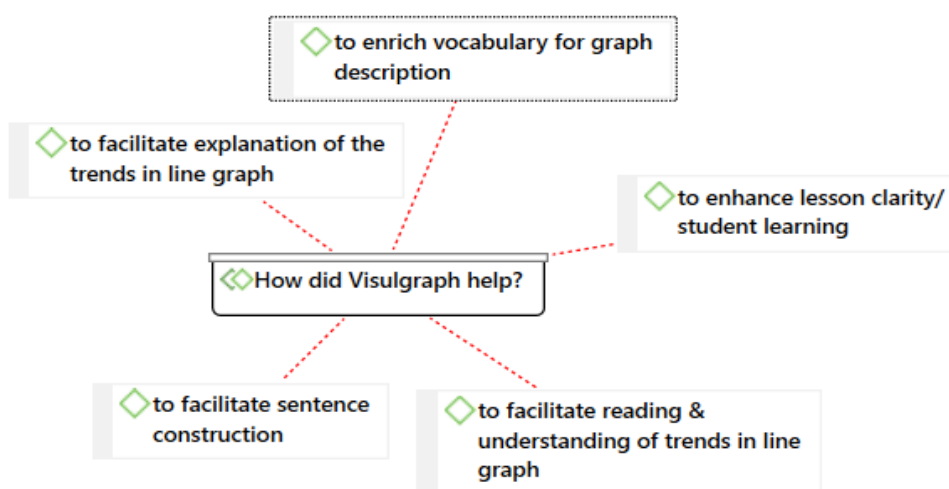 to enrich vocabulary for graph
description
to facilitate explanation of the
trends in line graph
to enhance lesson clarity/
student learning
How did Visulgraph help?
to facilitate sentence
construction
to facilitate reading &
understanding of trends in line
graph